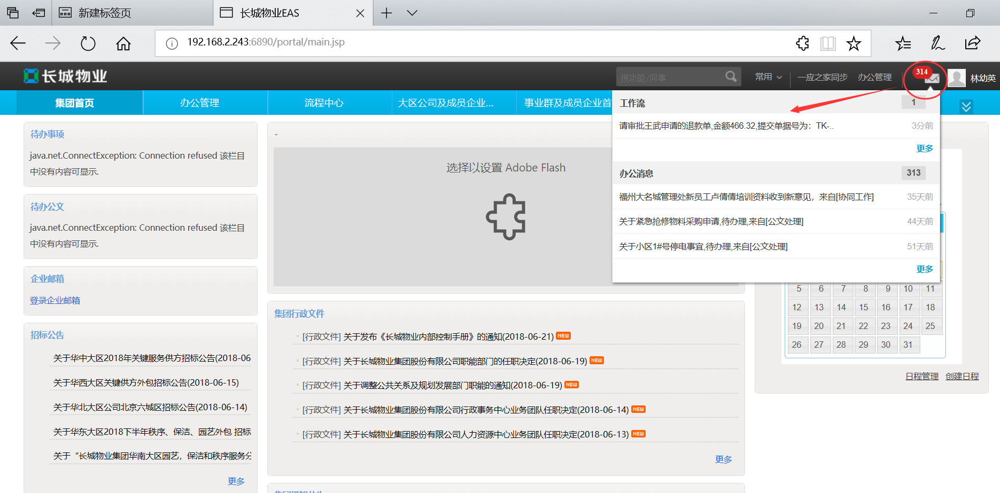 新建标签页
长城物业EAS
192.168.2.243:6890/portal/main.jsp
长城物业
搜功能/同事
常用
一应之家同步
办公管理
314
林幼英
集团首页
办公管理
流程中心
大区公司及成员企业...
事业群及成员企业首
工作流
1
请审批王武申请的退款单,金额466.32,提交单据号为：TK-..
3分前
更多
办公消息
313
福州大名城管理处新员工卢倩倩培训资料收到新意见，来自[协同工作]
35天前
关于紧急抢修物料采购申请,待办理,来自[公文处理]
44天前
关于小区1#号停电事宜,待办理,来自[公文处理]
51天前
更多
待办事项
java.net.ConnectException: Connection refused 该栏目
中没有内容可显示.
待办公文
java.net.ConnectException: Connection refused 该栏目
中没有内容可显示.
企业邮箱
登录企业邮箱
招标公告
关于华中大区2018年关键服务供方招标公告(2018-06
关于华西大区关键供方外包招标公告(2018-06-15)
关于华北大区公司北京六城区招标公告(2018-06-14)
关于华东大区2018下半年秩序、保洁、园艺外包 招标
关于“长城物业集团华南大区园艺，保洁和秩序服务分
更多
-
选择以设置 Adobe Flash
集团行政文件
[行政文件] 关于发布《长城物业内部控制手册》的通知(2018-06-21) NEW
[行政文件] 关于长城物业集团股份有限公司职能部门的任职决定(2018-06-19) NEW
[行政文件] 关于调整公共关系及规划发展部门职能的通知(2018-06-19) NEW
[行政文件] 关于长城物业集团股份有限公司行政事务中心业务团队任职决定(2018-06-14) NEW
[行政文件] 关于长城物业集团股份有限公司人力资源中心业务团队任职决定(2018-06-13) NEW
更多
5 6 7 8 9 10 11
12 13 14 15 16 17 18
19 20 21 22 23 24 25
26 27 28 29 30 31
日程管理 创建日程